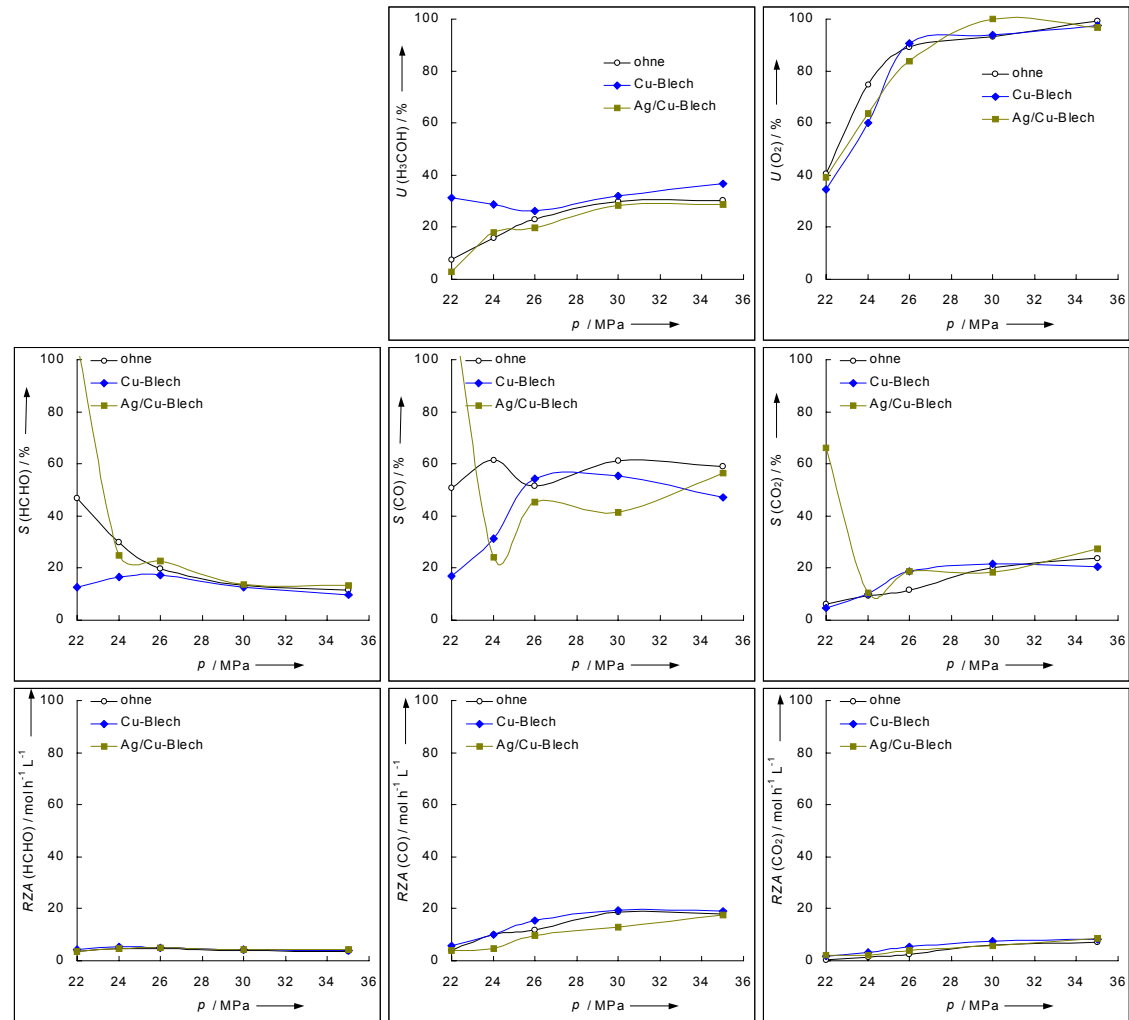 100
80
60
40
20
0
22 24 26 28 30 32 34 36
U (H₃COH) / %
p / MPa
ohne
Cu-Blech
Ag/Cu-Blech
100
80
60
40
20
0
22 24 26 28 30 32 34 36
U (O₂) / %
p / MPa
ohne
Cu-Blech
Ag/Cu-Blech
100
80
60
40
20
0
22 24 26 28 30 32 34 36
S (HCHO) / %
p / MPa
ohne
Cu-Blech
Ag/Cu-Blech
100
80
60
40
20
0
22 24 26 28 30 32 34 36
S (CO) / %
p / MPa
ohne
Cu-Blech
Ag/Cu-Blech
100
80
60
40
20
0
22 24 26 28 30 32 34 36
S (CO₂) / %
p / MPa
ohne
Cu-Blech
Ag/Cu-Blech
100
80
60
40
20
0
22 24 26 28 30 32 34 36
RZA (HCHO) / mol h⁻¹ L⁻¹
p / MPa
ohne
Cu-Blech
Ag/Cu-Blech
100
80
60
40
20
0
22 24 26 28 30 32 34 36
RZA (CO) / mol h⁻¹ L⁻¹
p / MPa
ohne
Cu-Blech
Ag/Cu-Blech
100
80
60
40
20
0
22 24 26 28 30 32 34 36
RZA (CO₂) / mol h⁻¹ L⁻¹
p / MPa
ohne
Cu-Blech
Ag/Cu-Blech